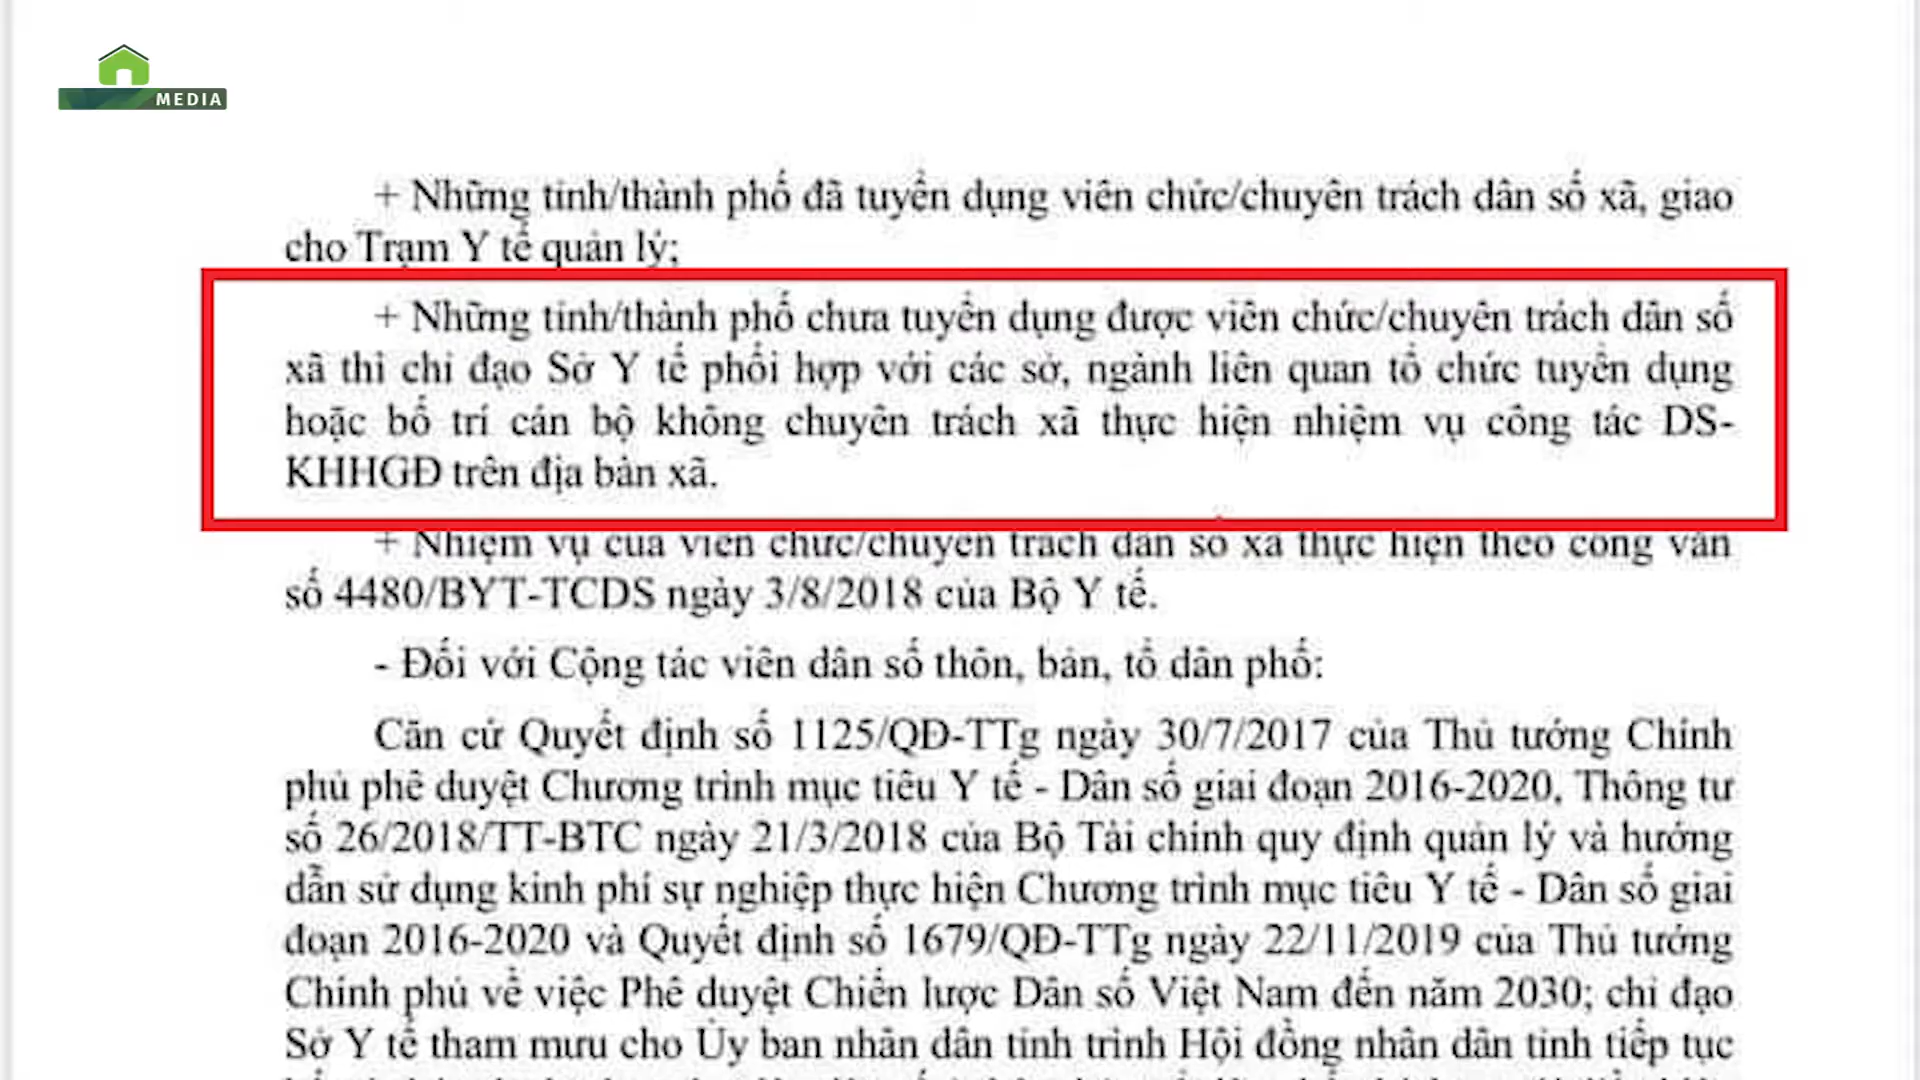 MEDIA
+ Những tỉnh/thành phố đã tuyển dụng viên chức/chuyên trách dân số xã, giao
cho Trạm Y tế quản lý;
+ Những tỉnh/thành phố chưa tuyển dụng được viên chức/chuyên trách dân số
xã thì chỉ đạo Sở Y tế phối hợp với các sở, ngành liên quan tổ chức tuyển dụng
hoặc bố trí cán bộ không chuyên trách xã thực hiện nhiệm vụ công tác DS-
KHHGĐ trên địa bàn xã.
+ Nhiệm vụ của viên chức/chuyên trách dân số xã thực hiện theo công văn
số 4480/BYT-TCDS ngày 3/8/2018 của Bộ Y tế.
- Đối với Cộng tác viên dân số thôn, bản, tổ dân phố:
Căn cứ Quyết định số 1125/QĐ-TTg ngày 30/7/2017 của Thủ tướng Chính
phủ phê duyệt Chương trình mục tiêu Y tế - Dân số giai đoạn 2016-2020, Thông tư
số 26/2018/TT-BTC ngày 21/3/2018 của Bộ Tài chính quy định quản lý và hướng
dẫn sử dụng kinh phí sự nghiệp thực hiện Chương trình mục tiêu Y tế - Dân số giai
đoạn 2016-2020 và Quyết định số 1679/QĐ-TTg ngày 22/11/2019 của Thủ tướng
Chính phủ về việc Phê duyệt Chiến lược Dân số Việt Nam đến năm 2030; chỉ đạo
Sở Y tế tham mưu cho Ủy ban nhân dân tỉnh trình Hội đồng nhân dân tỉnh tiếp tục